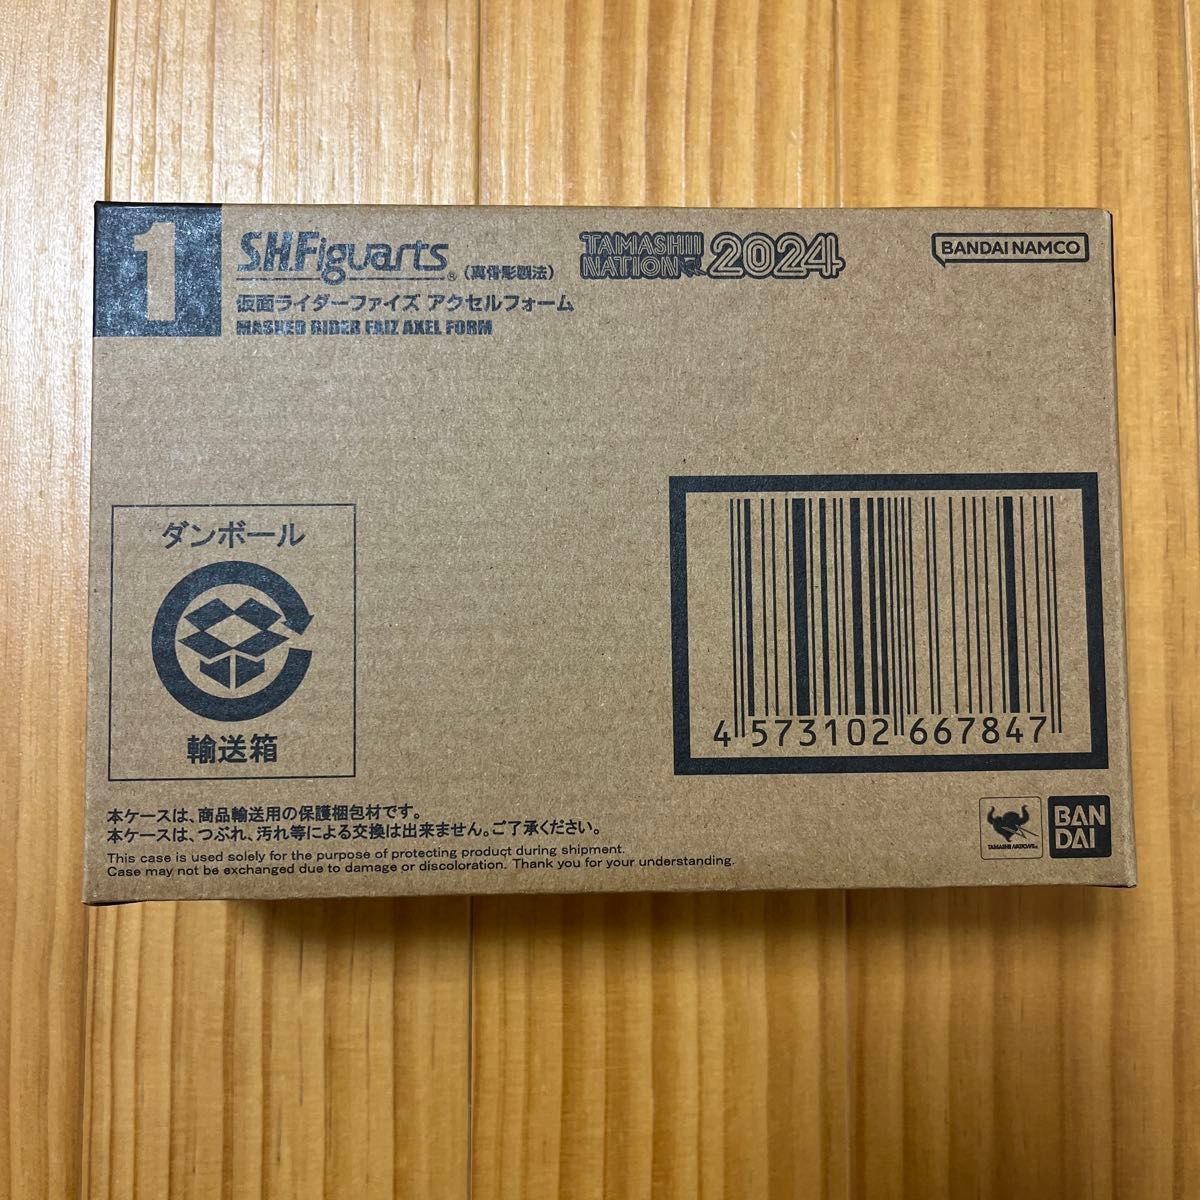 1
S.H.Figuarts®(真骨彫製法)
TAMASHII NATION 2024
BANDAI NAMCO
仮面ライダーファイズ アクセルフォーム
MASKED RIDER FAIZ AXEL FORM
ダンボール
輸送箱
4 573102 667847
本ケースは、商品輸送用の保護梱包材です。
本ケースは、つぶれ、汚れ等による交換は出来ません。ご了承ください。
This case is used solely for the purpose of protecting product during shipment.
Case may not be exchanged due to damage or discoloration. Thank you for your understanding.
TAMASHII NATIONS
BAN
DAI